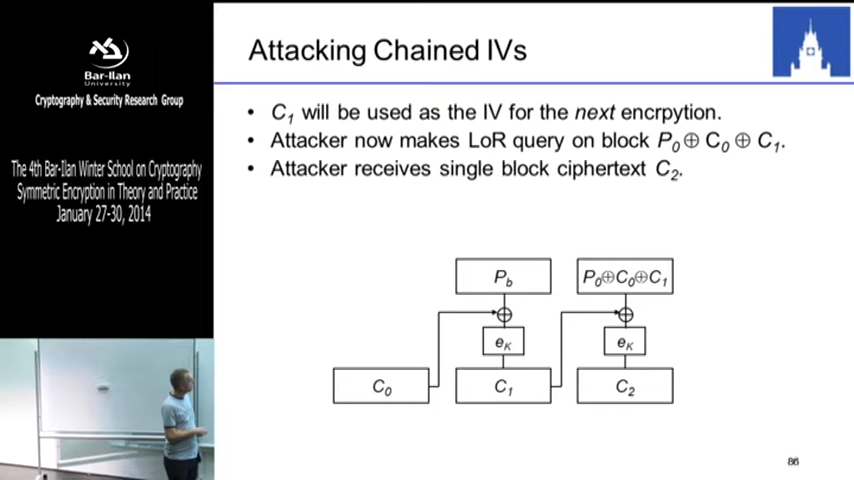 Bar-Ilan
University
Cryptography & Security Research Group
The 4th Bar-Ilan Winter School on Cryptography
Symmetric Encryption in Theory and Practice
January 27-30, 2014
Attacking Chained IVs
• C₁ will be used as the IV for the next encrpytion.
• Attacker now makes LoR query on block P₀ ⊕ C₀ ⊕ C₁.
• Attacker receives single block ciphertext C₂.
P_b P₀⊕C₀⊕C₁
e_K e_K
C₀ C₁ C₂
86